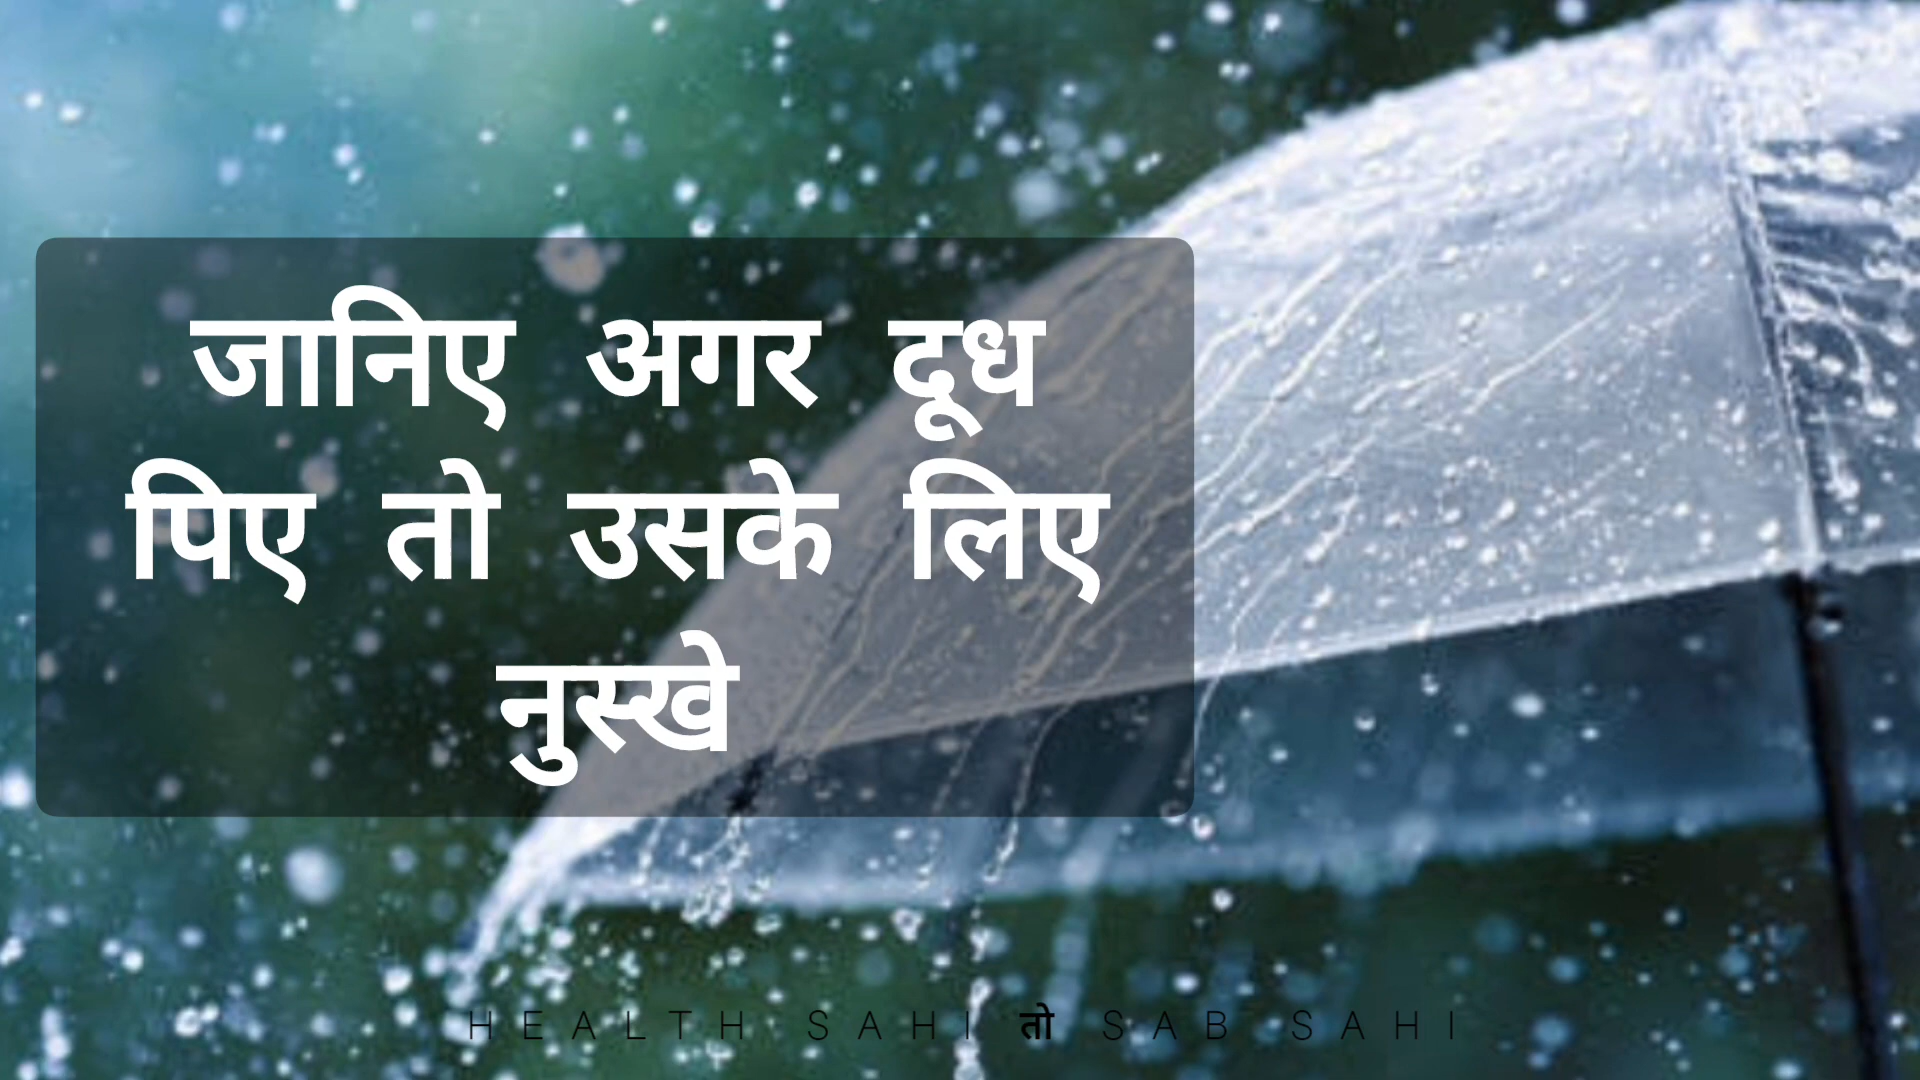 जानिए अगर दूध
पिए तो उसके लिए
नुस्खे
HEALTH SAHI तो SAB SAHI